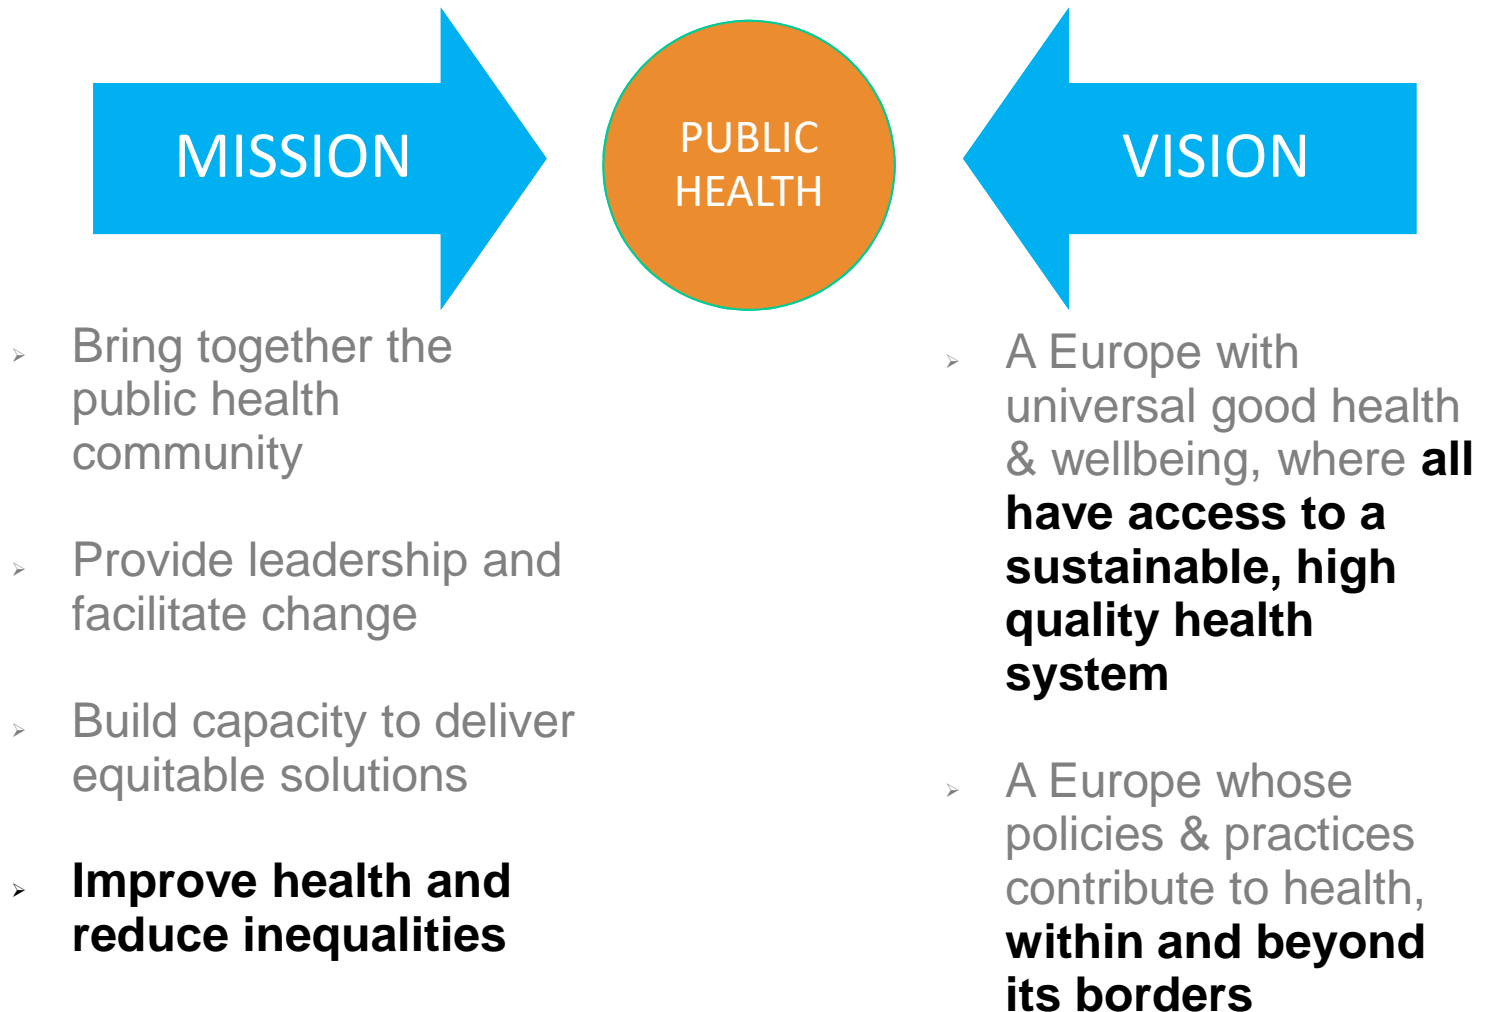 MISSION
PUBLIC
HEALTH
VISION
Bring together the
public health
community
Provide leadership and
facilitate change
Build capacity to deliver
equitable solutions
Improve health and
reduce inequalities
A Europe with
universal good health
& wellbeing, where all
have access to a
sustainable, high
quality health
system
A Europe whose
policies & practices
contribute to health,
within and beyond
its borders